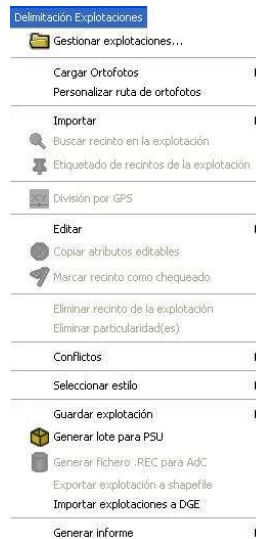 Delimitación Explotaciones
Gestionar explotaciones...
Cargar Ortofotos
Personalizar ruta de ortofotos
Importar
Buscar recinto en la explotación
Etiquetado de recintos de la explotación
XY División por GPS
Editar
Copiar atributos editables
Marcar recinto como chequeado
Eliminar recinto de la explotación
Eliminar particularidad(es)
Conflictos
Seleccionar estilo
Guardar explotación
Generar lote para PSU
Generar fichero .REC para AdC
Exportar explotación a shapefile
Importar explotaciones a DGE
Generar informe